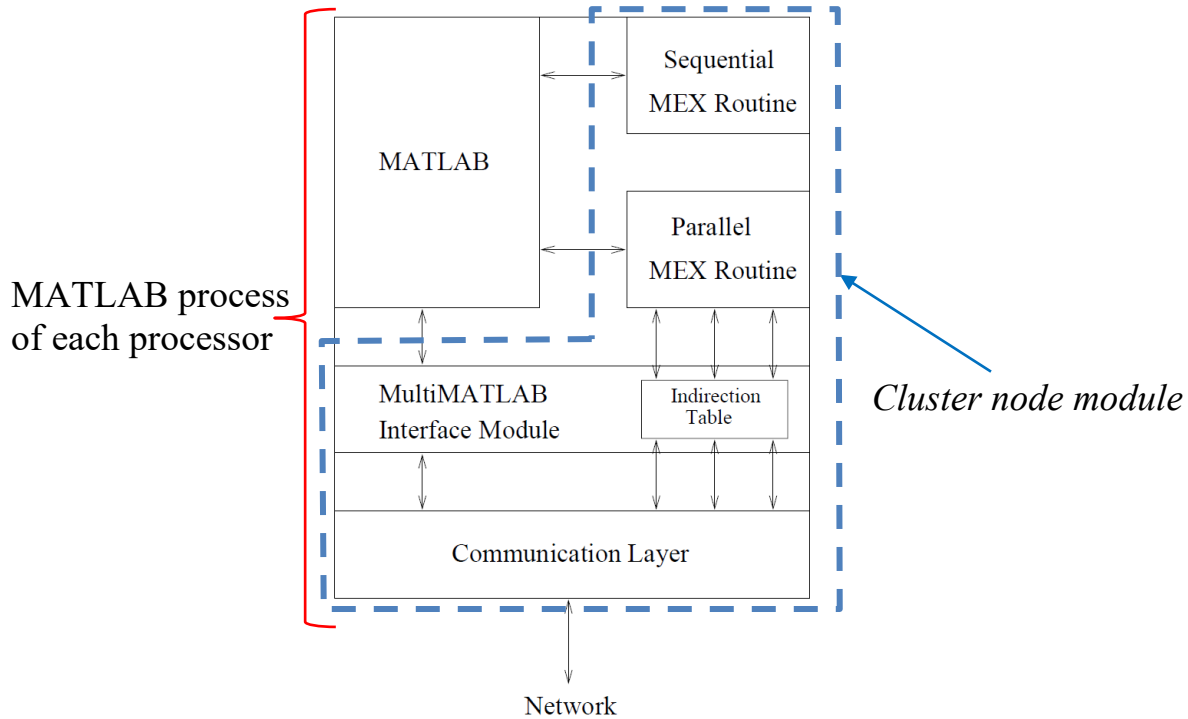 Sequential
MEX Routine
MATLAB
Parallel
MEX Routine
MATLAB process
of each processor
MultiMATLAB
Interface Module
Indirection
Table
Cluster node module
Communication Layer
Network